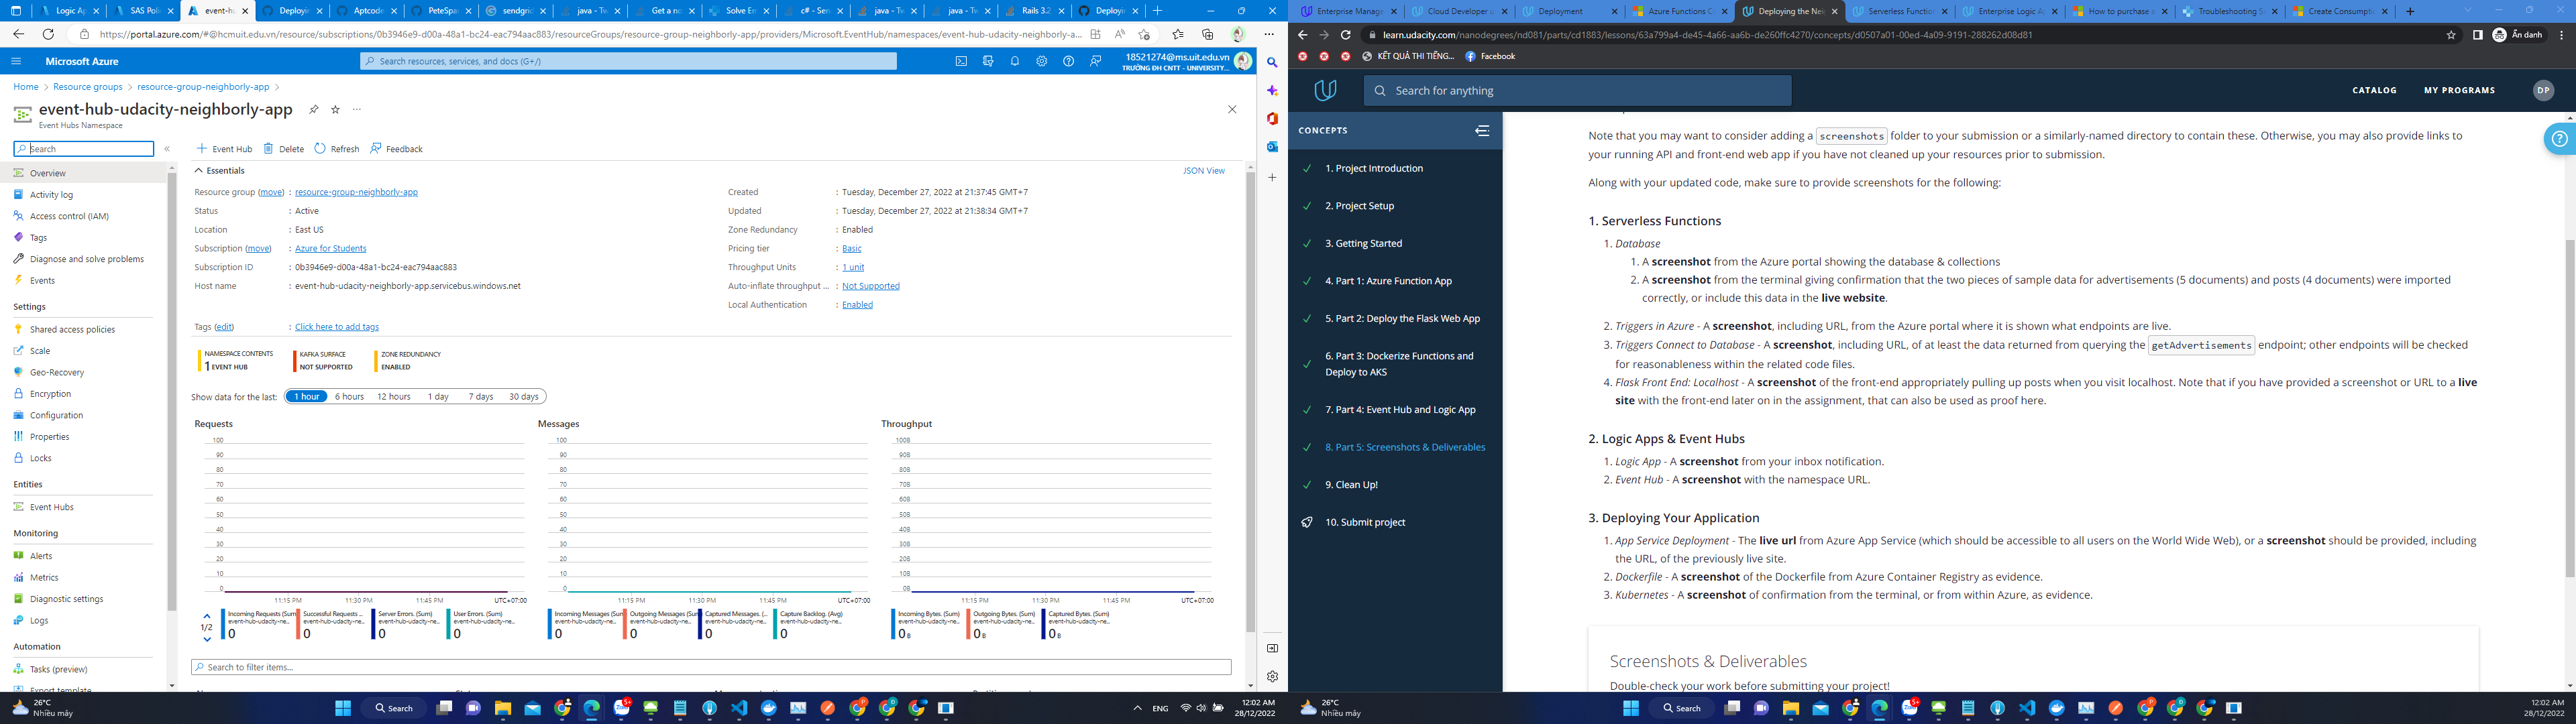 Logic Ap
SAS Poli
event-hu
Deployin
Aptcode
PeteSpar
sendgrid
java - Tw
Get a no
Solve Err
c# - Sen
java - Tw
java - Tw
Rails 3.2
Deployin
https://portal.azure.com/#@hcmuit.edu.vn/resource/subscriptions/0b3946e9-d00a-48a1-bc24-eac794aac883/resourceGroups/resource-group-neighborly-app/providers/Microsoft.EventHub/namespaces/event-hub-udacity-neighborly-a...
Microsoft Azure
Search resources, services, and docs (G+/)
18521274@ms.uit.edu.vn
TRƯỜNG ĐH CNTT - UNIVERSITY...
Home > Resource groups > resource-group-neighborly-app >
event-hub-udacity-neighborly-app
Event Hubs Namespace
Search
Overview
Activity log
Access control (IAM)
Tags
Diagnose and solve problems
Events
Settings
Shared access policies
Scale
Geo-Recovery
Encryption
Configuration
Properties
Locks
Entities
Event Hubs
Monitoring
Alerts
Metrics
Diagnostic settings
Logs
Automation
Tasks (preview)
Export template
Event Hub Delete Refresh Feedback
Essentials
JSON View
Resource group (move) : resource-group-neighborly-app
Status : Active
Location : East US
Subscription (move) : Azure for Students
Subscription ID : 0b3946e9-d00a-48a1-bc24-eac794aac883
Host name : event-hub-udacity-neighborly-app.servicebus.windows.net
Created : Tuesday, December 27, 2022 at 21:37:45 GMT+7
Updated : Tuesday, December 27, 2022 at 21:38:34 GMT+7
Zone Redundancy : Enabled
Pricing tier : Basic
Throughput Units : 1 unit
Auto-inflate throughput ... : Not Supported
Local Authentication : Enabled
Tags (edit) : Click here to add tags
NAMESPACE CONTENTS
1 EVENT HUB
KAFKA SURFACE
NOT SUPPORTED
ZONE REDUNDANCY
ENABLED
Show data for the last: 1 hour 6 hours 12 hours 1 day 7 days 30 days
Requests
100
90
80
70
60
50
40
30
20
10
0
11:15 PM 11:30 PM 11:45 PM UTC+07:00
1/2
Incoming Requests (Sum)
event-hub-udacity-ne...
0
Successful Requests ...
event-hub-udacity-ne...
0
Server Errors. (Sum)
event-hub-udacity-ne...
0
User Errors. (Sum)
event-hub-udacity-ne...
0
Messages
100
90
80
70
60
50
40
30
20
10
0
11:15 PM 11:30 PM 11:45 PM UTC+07:00
Incoming Messages (Sum)
event-hub-udacity-ne...
0
Outgoing Messages (Sum)
event-hub-udacity-ne...
0
Captured Messages. (...
event-hub-udacity-ne...
0
Capture Backlog. (Avg)
event-hub-udacity-ne...
0
Throughput
100B
90B
80B
70B
60B
50B
40B
30B
20B
10B
0B
11:15 PM 11:30 PM 11:45 PM UTC+07:00
Incoming Bytes. (Sum)
event-hub-udacity-ne...
0 B
Outgoing Bytes. (Sum)
event-hub-udacity-ne...
0 B
Captured Bytes. (Sum)
event-hub-udacity-ne...
0 B
Search to filter items...
26°C
Nhiều mây
Search
ENG
12:02 AM
28/12/2022
Enterprise Manage
Cloud Developer u
Deployment
Azure Functions Co
Deploying the Nei
Serverless Function
Enterprise Logic A
How to purchase a
Troubleshooting S
Create Consumptio
learn.udacity.com/nanodegrees/nd081/parts/cd1883/lessons/63a799a4-de45-4a66-aa6b-de260ffc4270/concepts/d0507a01-00ed-4a09-9191-288262d08d81
Ẩn danh
KẾT QUẢ THI TIẾNG...
Facebook
Search for anything
CATALOG
MY PROGRAMS
DP
CONCEPTS
1. Project Introduction
2. Project Setup
3. Getting Started
4. Part 1: Azure Function App
5. Part 2: Deploy the Flask Web App
6. Part 3: Dockerize Functions and
Deploy to AKS
7. Part 4: Event Hub and Logic App
8. Part 5: Screenshots & Deliverables
9. Clean Up!
10. Submit project
Note that you may want to consider adding a screenshots folder to your submission or a similarly-named directory to contain these. Otherwise, you may also provide links to
your running API and front-end web app if you have not cleaned up your resources prior to submission.
Along with your updated code, make sure to provide screenshots for the following:
1. Serverless Functions
1. Database
1. A screenshot from the Azure portal showing the database & collections
2. A screenshot from the terminal giving confirmation that the two pieces of sample data for advertisements (5 documents) and posts (4 documents) were imported
correctly, or include this data in the live website.
2. Triggers in Azure - A screenshot, including URL, from the Azure portal where it is shown what endpoints are live.
3. Triggers Connect to Database - A screenshot, including URL, of at least the data returned from querying the getAdvertisements endpoint; other endpoints will be checked
for reasonableness within the related code files.
4. Flask Front End: Localhost - A screenshot of the front-end appropriately pulling up posts when you visit localhost. Note that if you have provided a screenshot or URL to a live
site with the front-end later on in the assignment, that can also be used as proof here.
2. Logic Apps & Event Hubs
1. Logic App - A screenshot from your inbox notification.
2. Event Hub - A screenshot with the namespace URL.
3. Deploying Your Application
1. App Service Deployment - The live url from Azure App Service (which should be accessible to all users on the World Wide Web), or a screenshot should be provided, including
the URL, of the previously live site.
2. Dockerfile - A screenshot of the Dockerfile from Azure Container Registry as evidence.
3. Kubernetes - A screenshot of confirmation from the terminal, or from within Azure, as evidence.
Screenshots & Deliverables
Double-check your work before submitting your project!
26°C
Nhiều mây
Search
12:02 AM
28/12/2022